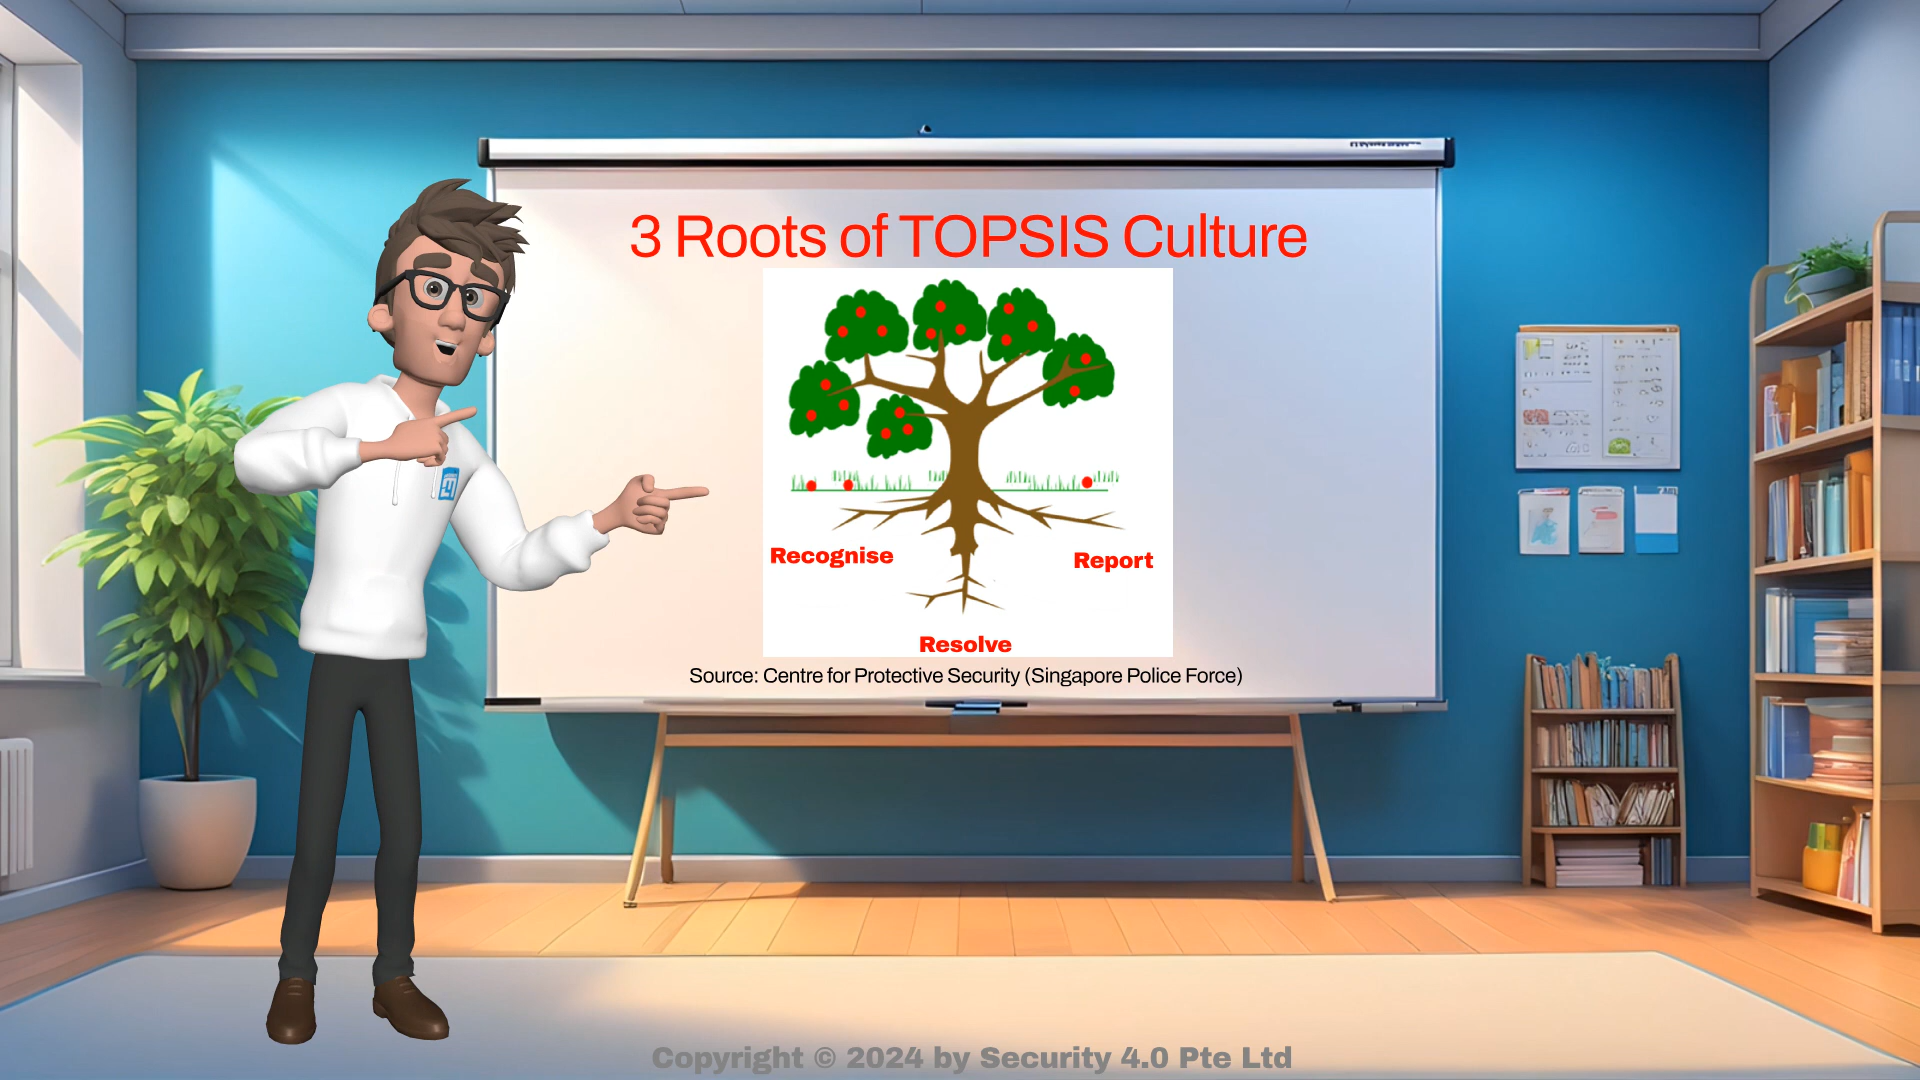 3 Roots of TOPSIS Culture
Recognise
Report
Resolve
Source: Centre for Protective Security (Singapore Police Force)
Copyright © 2024 by Security 4.0 Pte Ltd